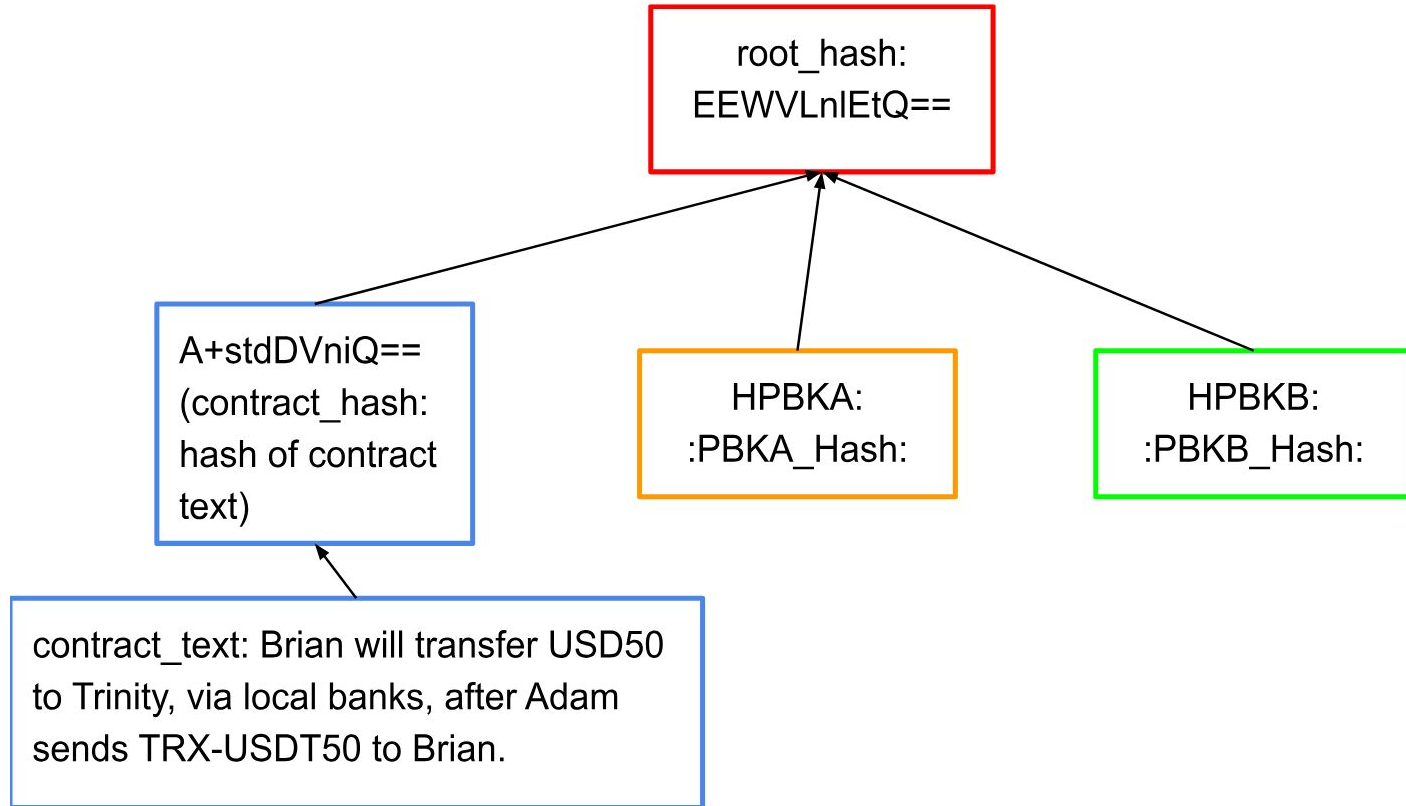 root_hash:
EEWVLnlEtQ==
A+stdDVniQ==
(contract_hash:
hash of contract
text)
HPBKA:
:PBKA_Hash:
HPBKB:
:PBKB_Hash:
contract_text: Brian will transfer USD50
to Trinity, via local banks, after Adam
sends TRX-USDT50 to Brian.